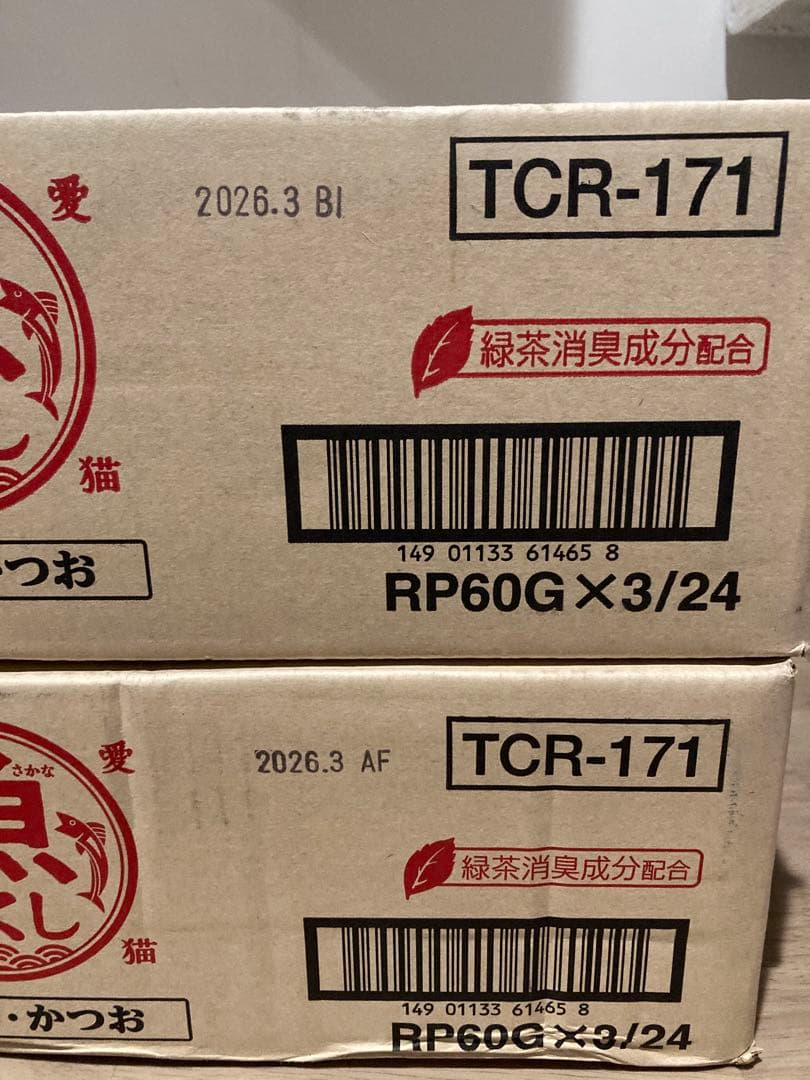 愛
2026.3 BI
TCR-171
緑茶消臭成分配合
猫
かつお
149 01133 61465 8
RP60G×3/24
さかな
愛
2026.3 AF
TCR-171
緑茶消臭成分配合
くし
猫
・かつお
149 01133 61465 8
RP60G×3/24